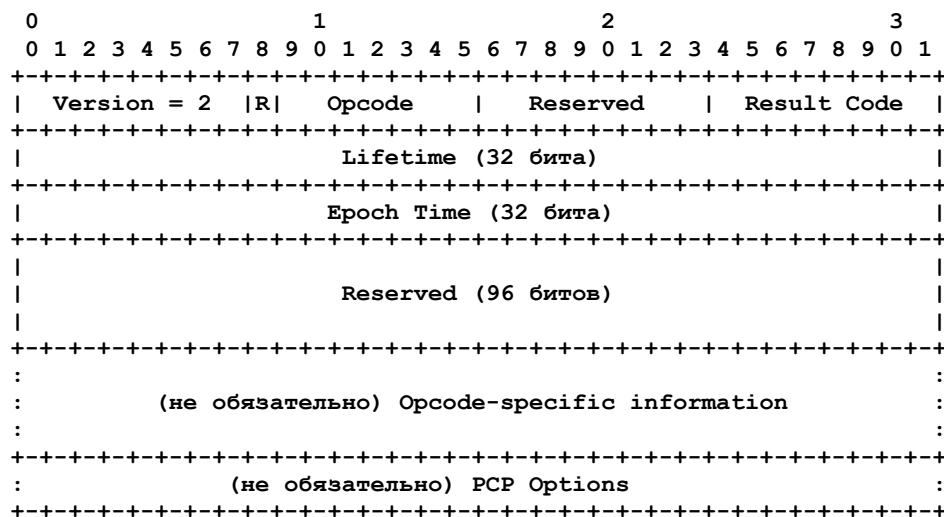 0                   1                   2                   3
 0 1 2 3 4 5 6 7 8 9 0 1 2 3 4 5 6 7 8 9 0 1 2 3 4 5 6 7 8 9 0 1
+-+-+-+-+-+-+-+-+-+-+-+-+-+-+-+-+-+-+-+-+-+-+-+-+-+-+-+-+-+-+-+-+
|  Version = 2  |R|   Opcode    |   Reserved    |  Result Code  |
+-+-+-+-+-+-+-+-+-+-+-+-+-+-+-+-+-+-+-+-+-+-+-+-+-+-+-+-+-+-+-+-+
|                      Lifetime (32 бита)                       |
+-+-+-+-+-+-+-+-+-+-+-+-+-+-+-+-+-+-+-+-+-+-+-+-+-+-+-+-+-+-+-+-+
|                     Epoch Time (32 бита)                      |
+-+-+-+-+-+-+-+-+-+-+-+-+-+-+-+-+-+-+-+-+-+-+-+-+-+-+-+-+-+-+-+-+
|                                                               |
|                      Reserved (96 битов)                      |
|                                                               |
+-+-+-+-+-+-+-+-+-+-+-+-+-+-+-+-+-+-+-+-+-+-+-+-+-+-+-+-+-+-+-+-+
:                                                               :
:         (не обязательно) Opcode-specific information          :
:                                                               :
+-+-+-+-+-+-+-+-+-+-+-+-+-+-+-+-+-+-+-+-+-+-+-+-+-+-+-+-+-+-+-+-+
:              (не обязательно) PCP Options                     :
+-+-+-+-+-+-+-+-+-+-+-+-+-+-+-+-+-+-+-+-+-+-+-+-+-+-+-+-+-+-+-+-+